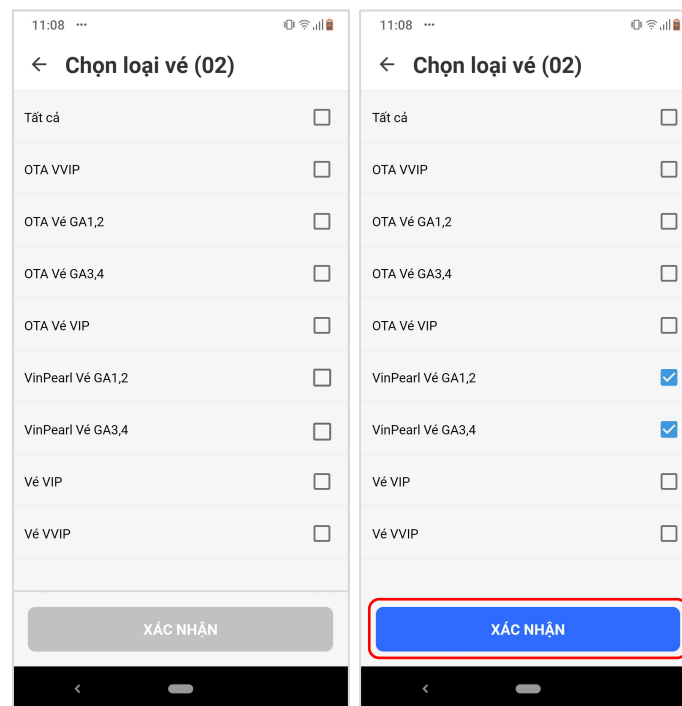 11:08 ···
Chọn loại vé (02)
Tất cả
OTA VVIP
OTA Vé GA1,2
OTA Vé GA3,4
OTA Vé VIP
VinPearl Vé GA1,2
VinPearl Vé GA3,4
Vé VIP
Vé VVIP
XÁC NHẬN
11:08 ···
Chọn loại vé (02)
Tất cả
OTA VVIP
OTA Vé GA1,2
OTA Vé GA3,4
OTA Vé VIP
VinPearl Vé GA1,2
VinPearl Vé GA3,4
Vé VIP
Vé VVIP
XÁC NHẬN